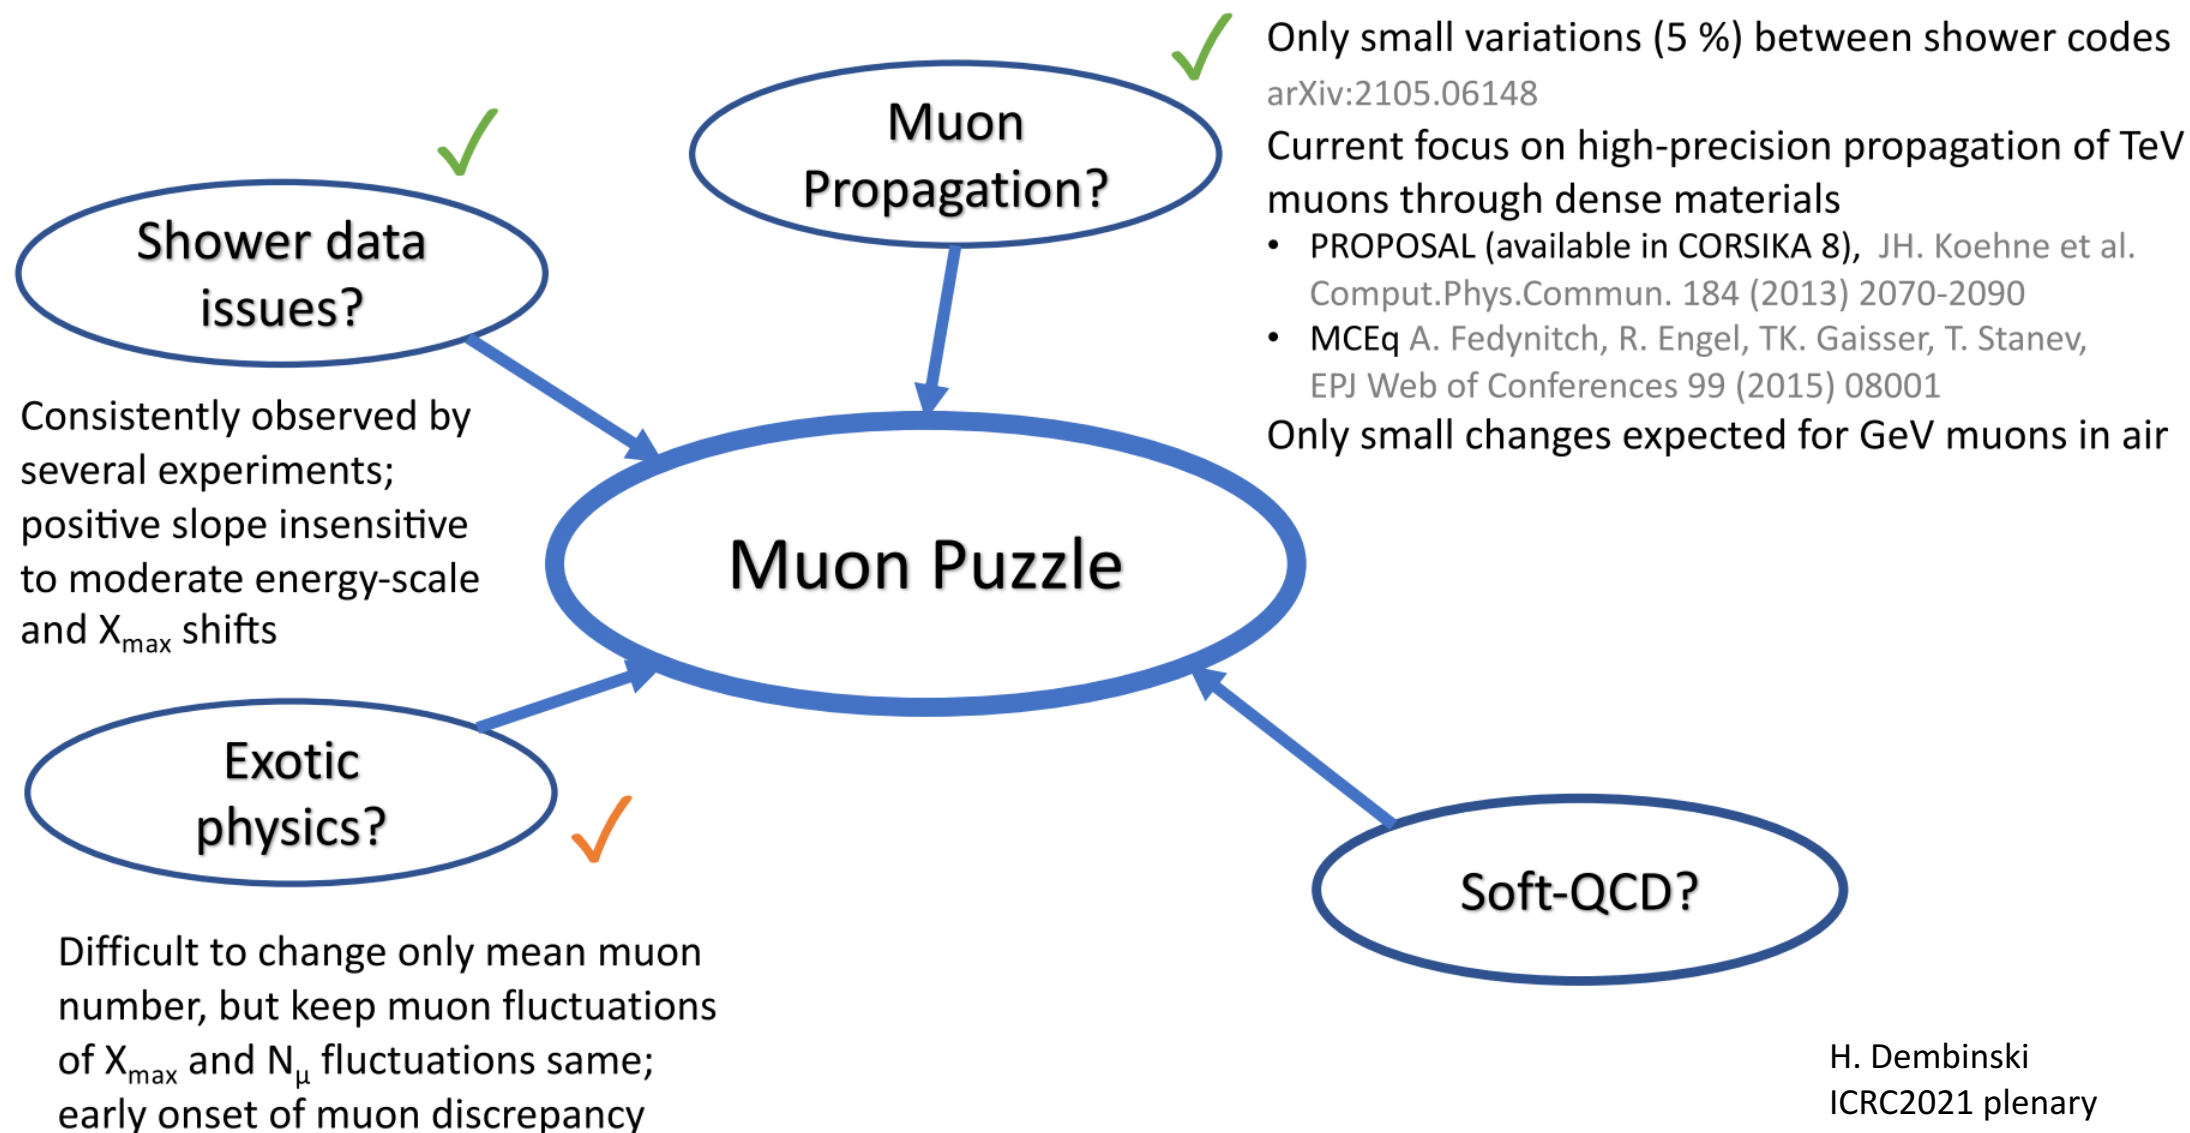 Shower data
issues?
Consistently observed by
several experiments;
positive slope insensitive
to moderate energy-scale
and Xmax shifts
Muon
Propagation?
Only small variations (5 %) between shower codes
arXiv:2105.06148
Current focus on high-precision propagation of TeV
muons through dense materials
• PROPOSAL (available in CORSIKA 8), JH. Koehne et al.
Comput.Phys.Commun. 184 (2013) 2070-2090
• MCEq A. Fedynitch, R. Engel, TK. Gaisser, T. Stanev,
EPJ Web of Conferences 99 (2015) 08001
Only small changes expected for GeV muons in air
Muon Puzzle
Exotic
physics?
Difficult to change only mean muon
number, but keep muon fluctuations
of Xmax and Nμ fluctuations same;
early onset of muon discrepancy
Soft-QCD?
H. Dembinski
ICRC2021 plenary